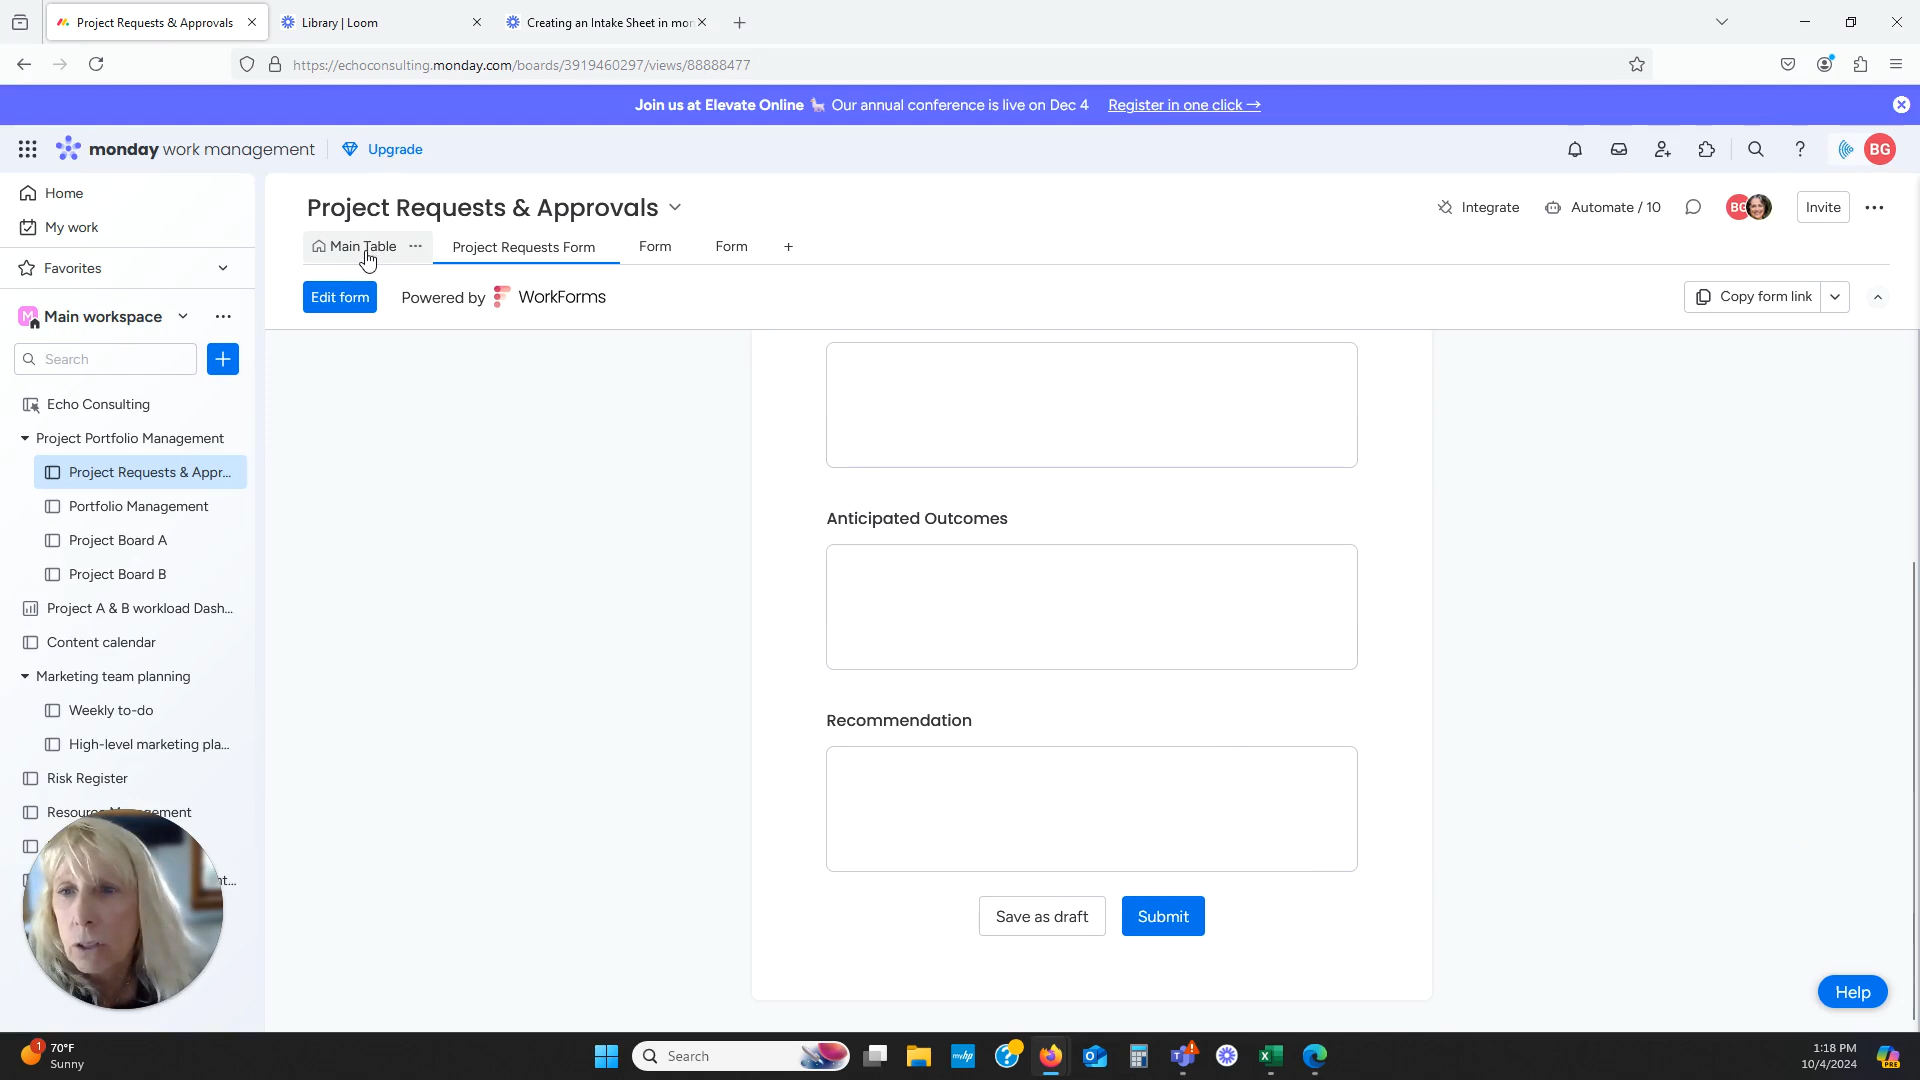 Project Requests & Approvals
Library | Loom
Creating an Intake Sheet in mon
https://echoconsulting.monday.com/boards/3919460297/views/88888477
Join us at Elevate Online 🦙 Our annual conference is live on Dec 4 Register in one click →
monday work management
Upgrade
BG
Home
My work
Favorites
Main workspace
M
Search
Echo Consulting
Project Portfolio Management
Project Requests & Appr...
Portfolio Management
Project Board A
Project Board B
Project A & B workload Dash...
Content calendar
Marketing team planning
Weekly to-do
High-level marketing pla...
Risk Register
Resource Management
nt...
Project Requests & Approvals
Integrate
Automate / 10
BG
Invite
Main Table
Project Requests Form
Form
Form
+
Edit form
Powered by WorkForms
Copy form link
Anticipated Outcomes
Recommendation
Save as draft
Submit
Help
1
70°F
Sunny
Search
myhp
1:18 PM
10/4/2024
PRE